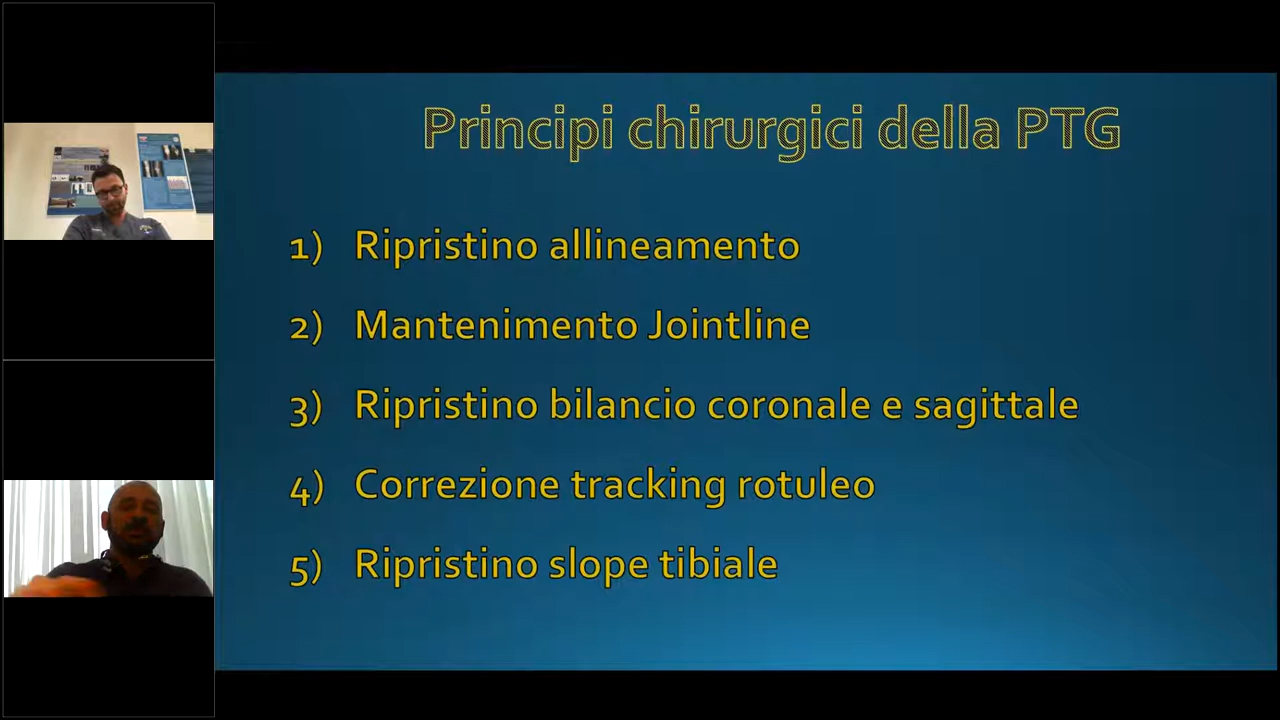 Principi chirurgici della PTG
1) Ripristino allineamento
2) Mantenimento Jointline
3) Ripristino bilancio coronale e sagittale
4) Correzione tracking rotuleo
5) Ripristino slope tibiale